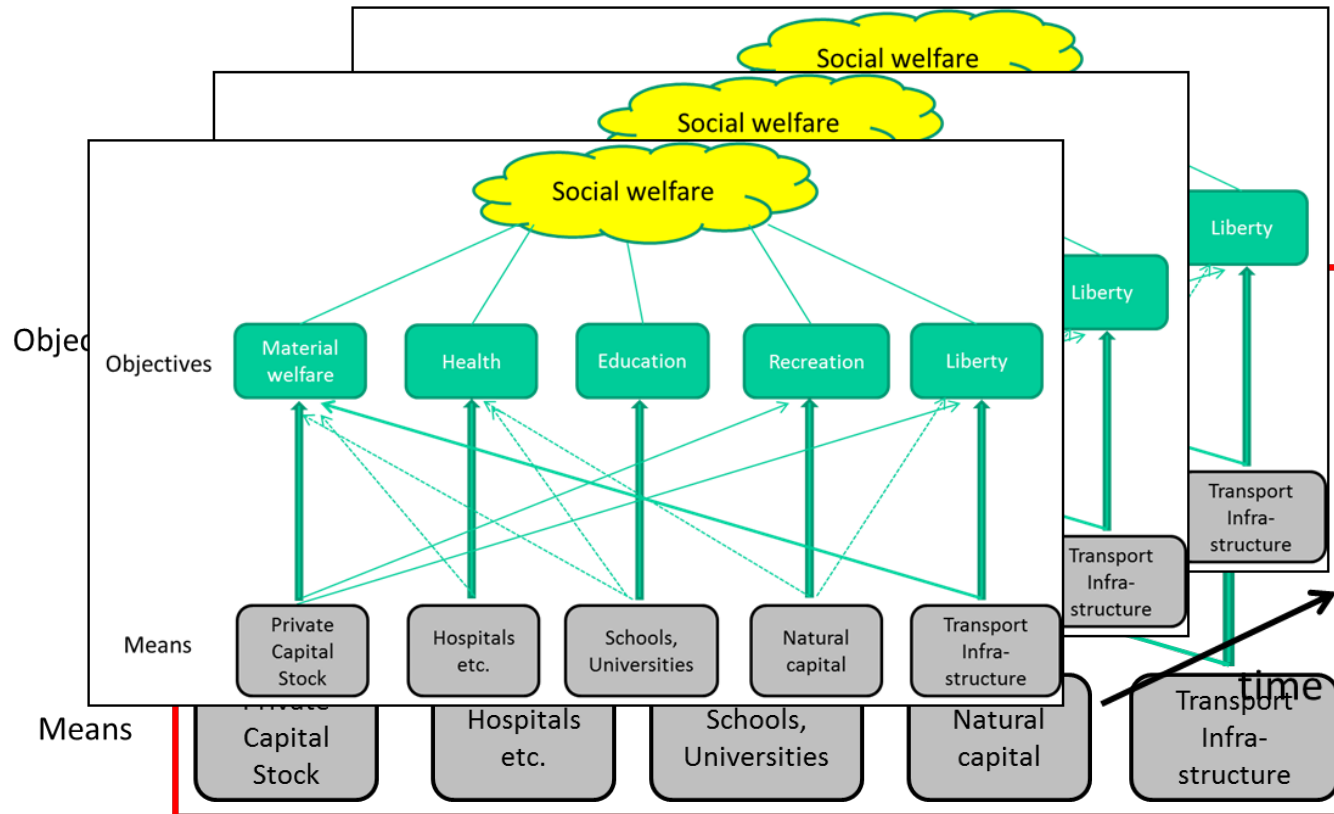 Social welfare
Social welfare
Social welfare
Liberty
Liberty
Objec
Objectives
Material
welfare
Health
Education
Recreation
Liberty
Transport
Infra-
structure
Transport
Infra-
structure
Means
Private
Capital
Stock
Hospitals
etc.
Schools,
Universities
Natural
capital
Transport
Infra-
structure
time
Means
Private
Capital
Stock
Hospitals
etc.
Schools,
Universities
Natural
capital
Transport
Infra-
structure